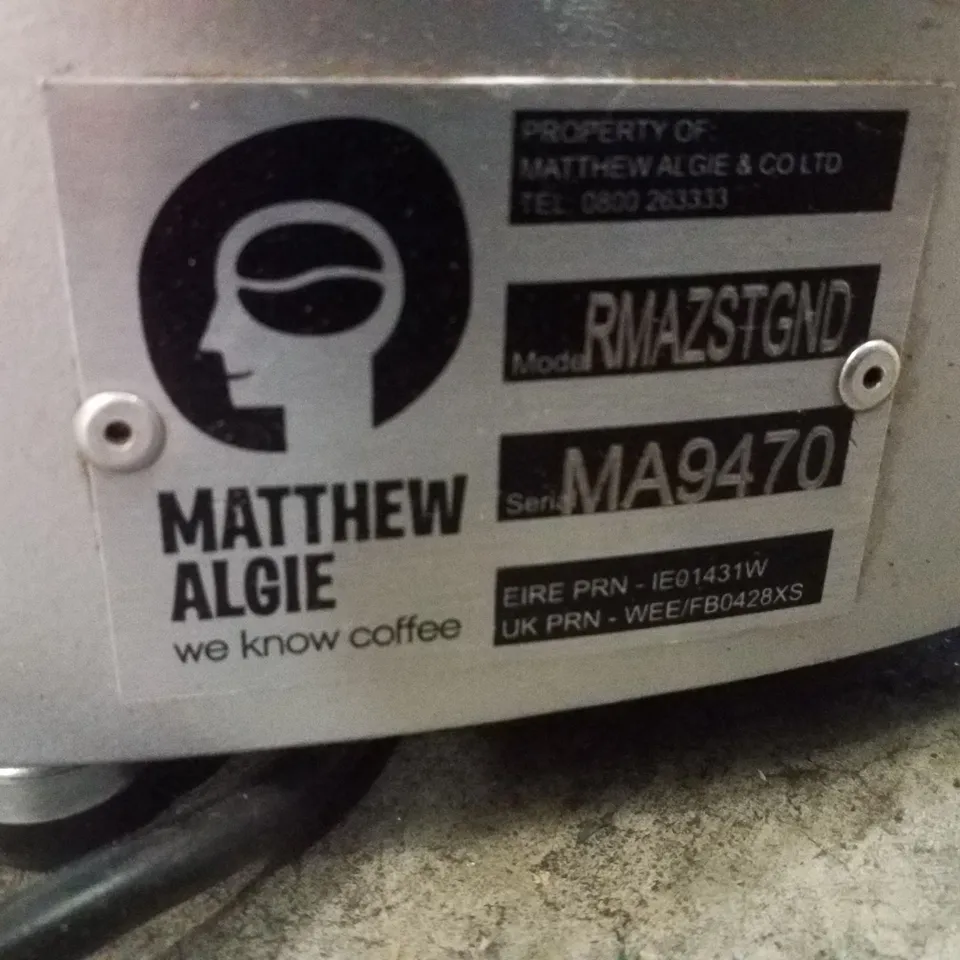 MATTHEW
ALGIE
we know coffee
PROPERTY OF:
MATTHEW ALGIE & CO LTD
TEL: 0800 263333
Model RMAZSTGND
Serial MA9470
EIRE PRN - IE01431W
UK PRN - WEE/FB0428XS